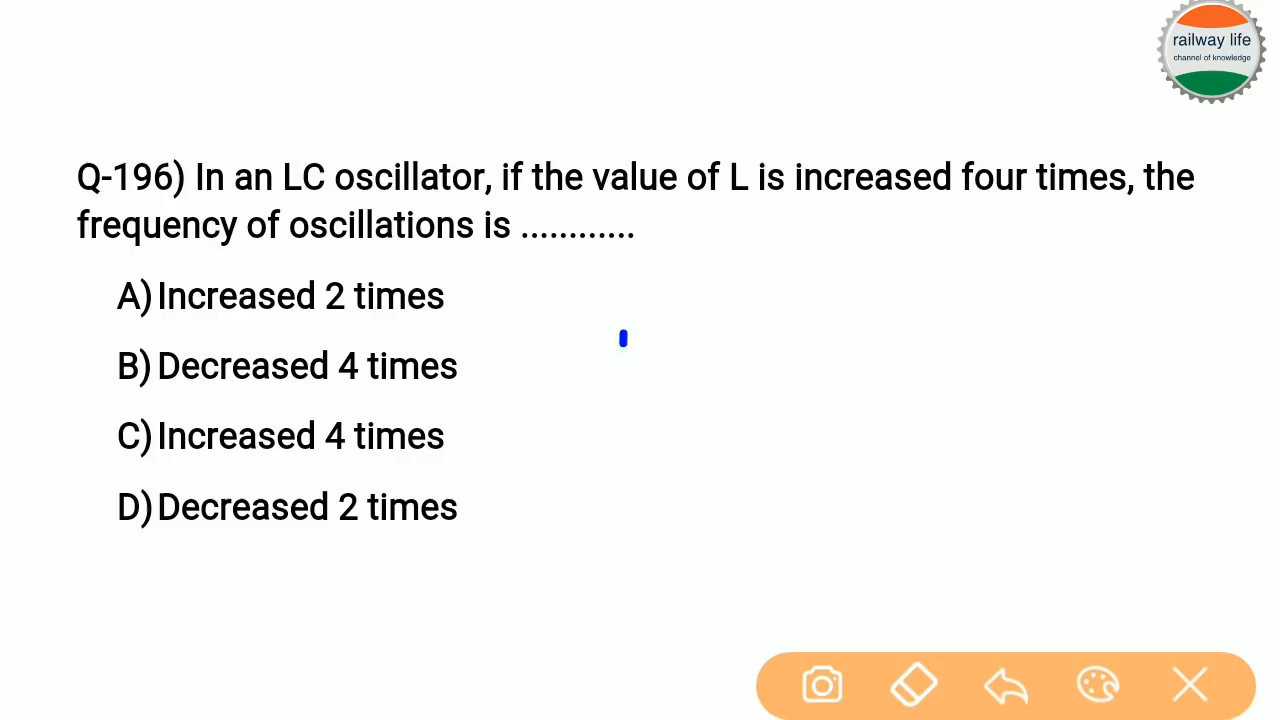 railway life
channel of knowledge
Q-196) In an LC oscillator, if the value of L is increased four times, the
frequency of oscillations is ............
A) Increased 2 times
B) Decreased 4 times
C) Increased 4 times
D) Decreased 2 times